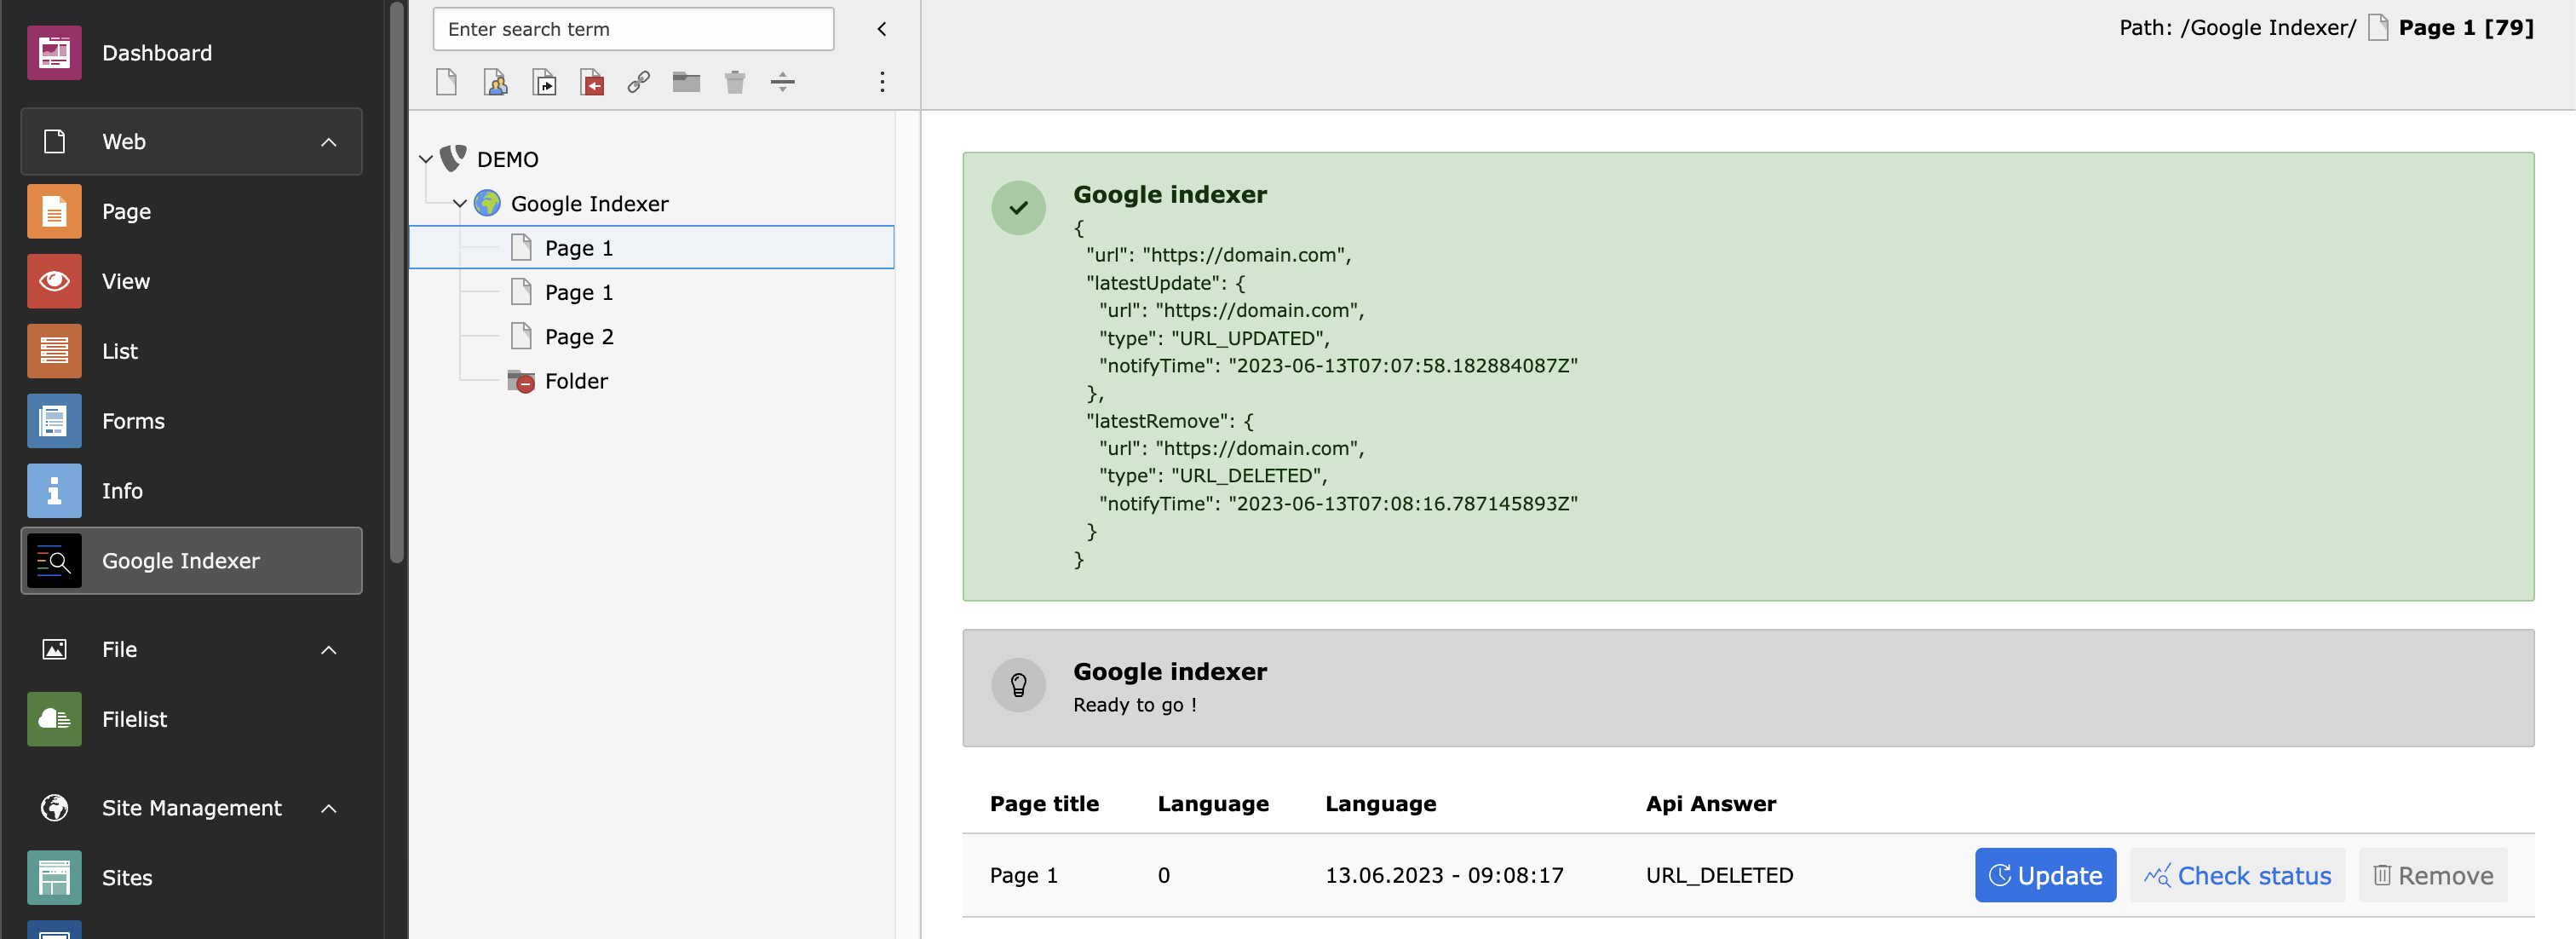 Dashboard
Web
Page
View
List
Forms
Info
Google Indexer
File
Filelist
Site Management
Sites
Enter search term
DEMO
Google Indexer
Page 1
Page 1
Page 2
Folder
Path: /Google Indexer/ Page 1 [79]
Google indexer
{
"url": "https://domain.com",
"latestUpdate": {
"url": "https://domain.com",
"type": "URL_UPDATED",
"notifyTime": "2023-06-13T07:07:58.182884087Z"
},
"latestRemove": {
"url": "https://domain.com",
"type": "URL_DELETED",
"notifyTime": "2023-06-13T07:08:16.787145893Z"
}
}
Google indexer
Ready to go !
Page title Language Language Api Answer
Page 1 0 13.06.2023 - 09:08:17 URL_DELETED Update Check status Remove